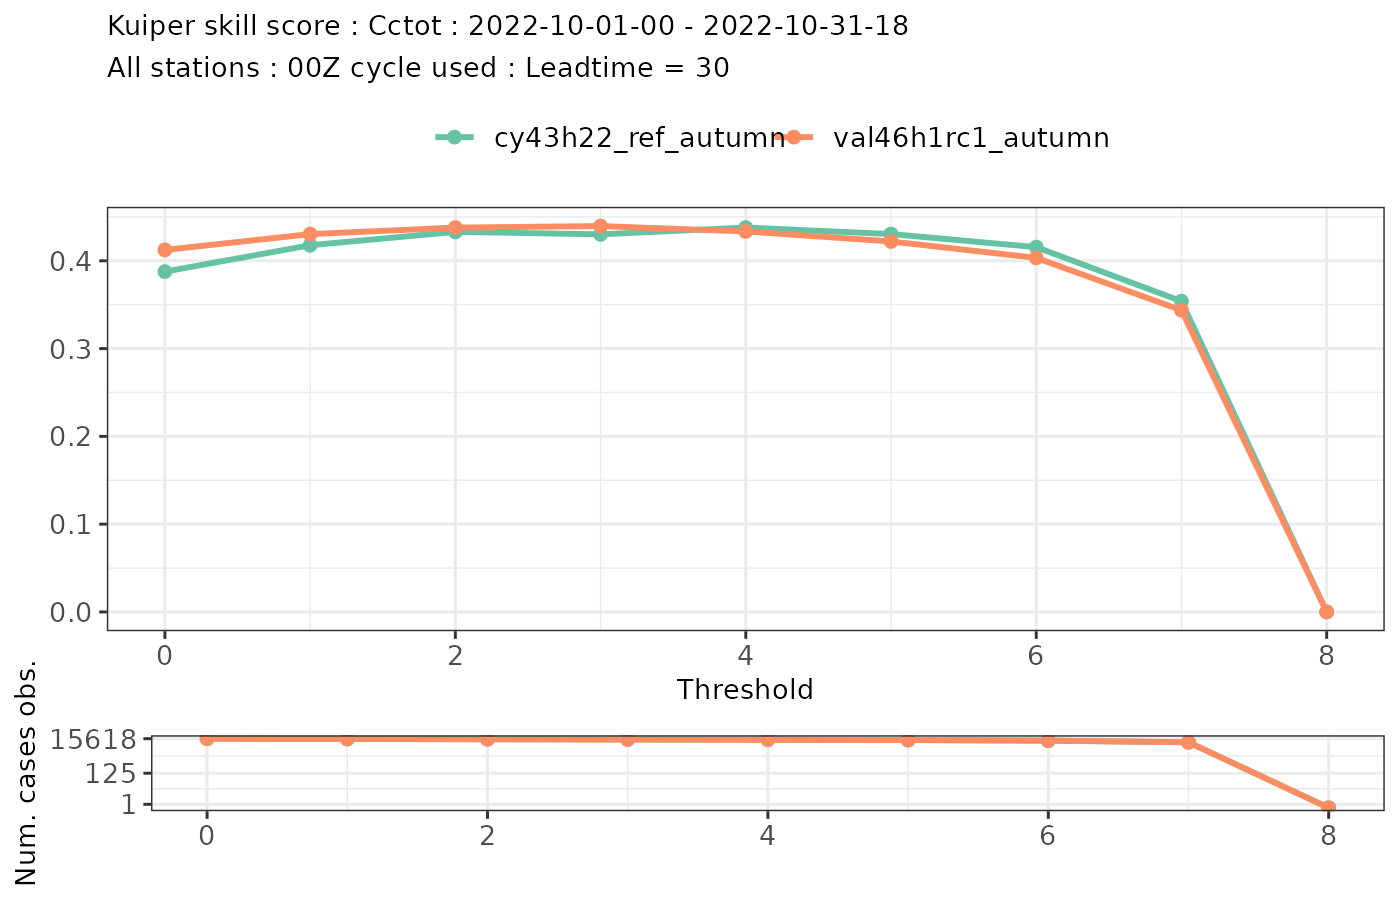 Kuiper skill score : Cctot : 2022-10-01-00 - 2022-10-31-18
All stations : 00Z cycle used : Leadtime = 30
cy43h22_ref_autumn val46h1rc1_autumn
0.4
0.3
0.2
0.1
0.0
0 2 4 6 8
Threshold
Num. cases obs.
15618
125
1
0 2 4 6 8